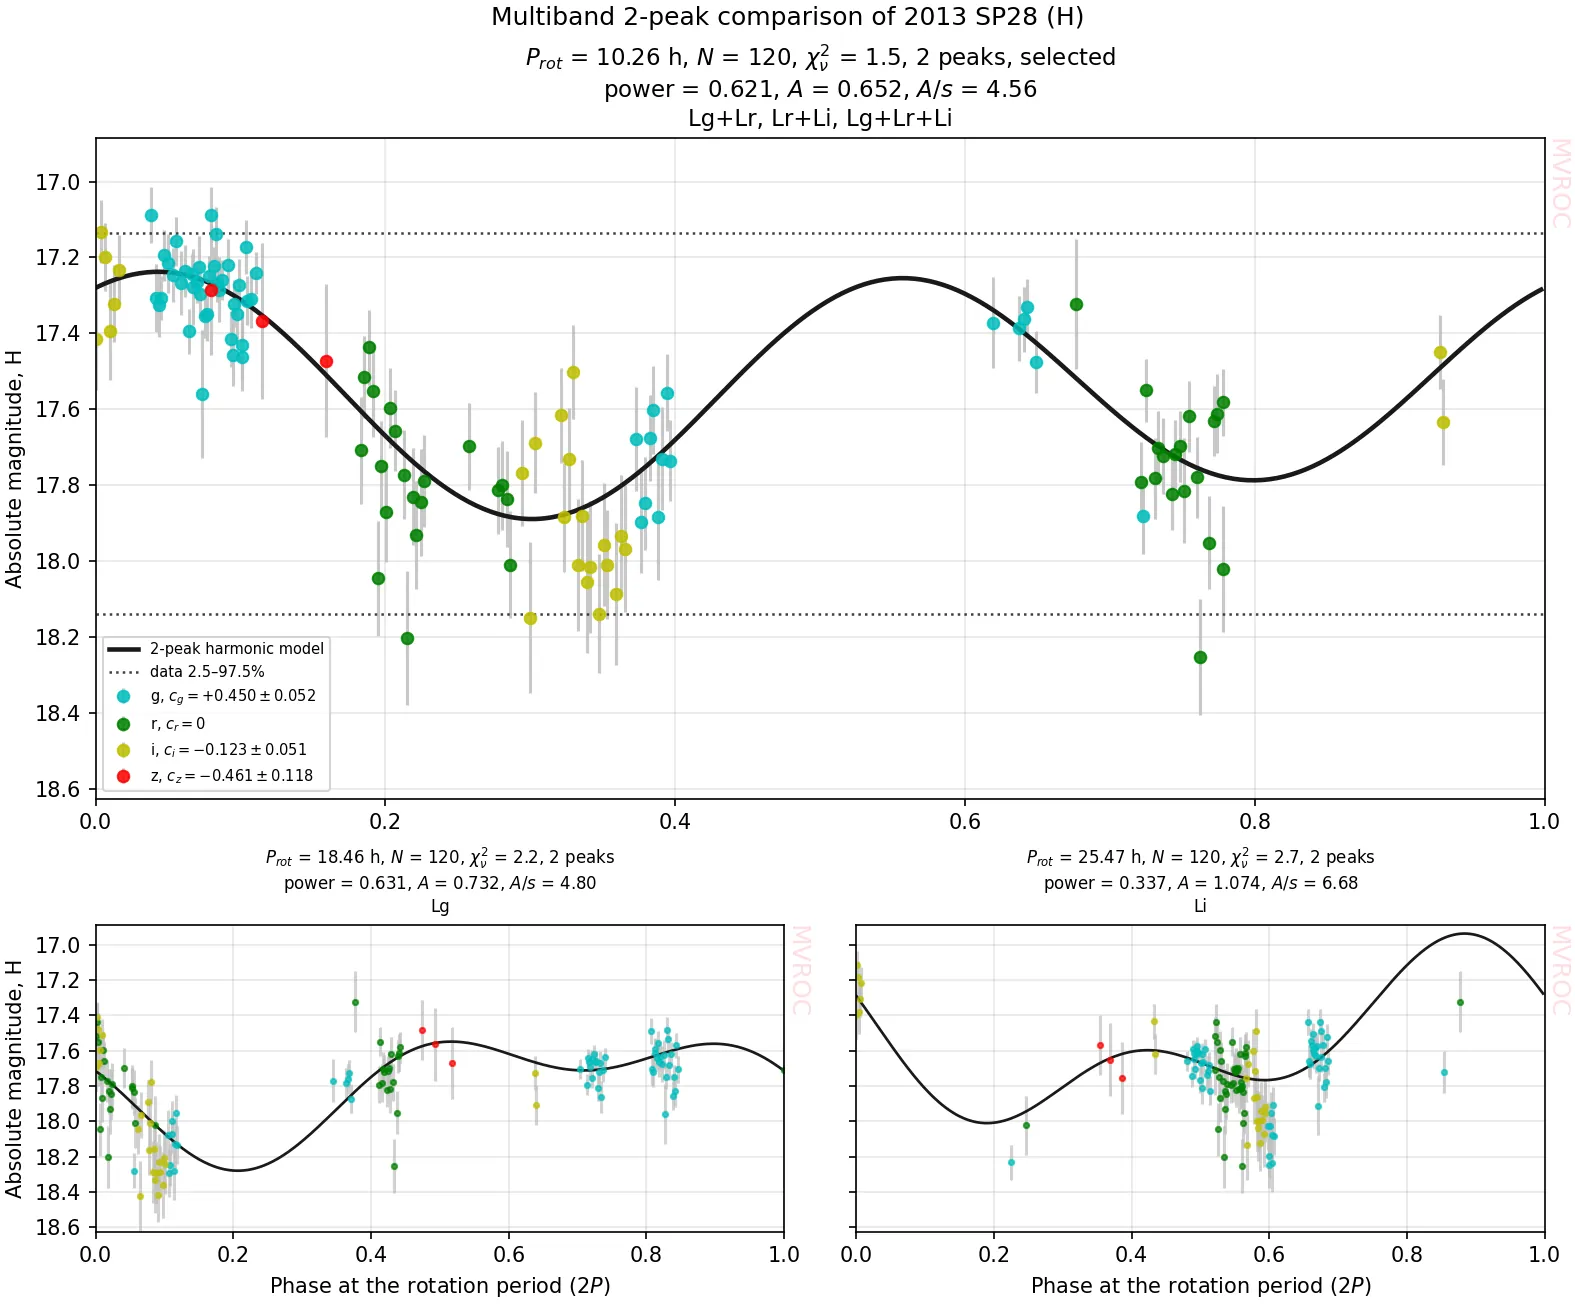 Multiband 2-peak comparison of 2013 SP28 (H)
P_rot = 10.26 h, N = 120, χ²_ν = 1.5, 2 peaks, selected
power = 0.621, A = 0.652, A/s = 4.56
Lg+Lr, Lr+Li, Lg+Lr+Li
MVROC
Absolute magnitude, H
17.0
17.2
17.4
17.6
17.8
18.0
18.2
18.4
18.6
2-peak harmonic model
data 2.5–97.5%
g, c_g = +0.450 ± 0.052
r, c_r = 0
i, c_i = −0.123 ± 0.051
z, c_z = −0.461 ± 0.118
0.0 0.2 0.4 0.6 0.8 1.0
P_rot = 18.46 h, N = 120, χ²_ν = 2.2, 2 peaks
power = 0.631, A = 0.732, A/s = 4.80
Lg
MVROC
Absolute magnitude, H
17.0
17.2
17.4
17.6
17.8
18.0
18.2
18.4
18.6
0.0 0.2 0.4 0.6 0.8 1.0
Phase at the rotation period (2P)
P_rot = 25.47 h, N = 120, χ²_ν = 2.7, 2 peaks
power = 0.337, A = 1.074, A/s = 6.68
Li
MVROC
0.0 0.2 0.4 0.6 0.8 1.0
Phase at the rotation period (2P)